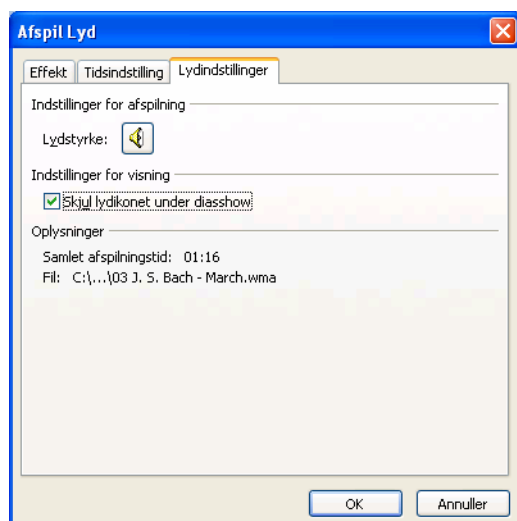 Afspil Lyd
Effekt Tidsindstilling Lydindstillinger
Indstillinger for afspilning
Lydstyrke:
Indstillinger for visning
Skjul lydikonet under diasshow
Oplysninger
Samlet afspilningstid: 01:16
Fil: C:\...\03 J. S. Bach - March.wma
OK Annuller